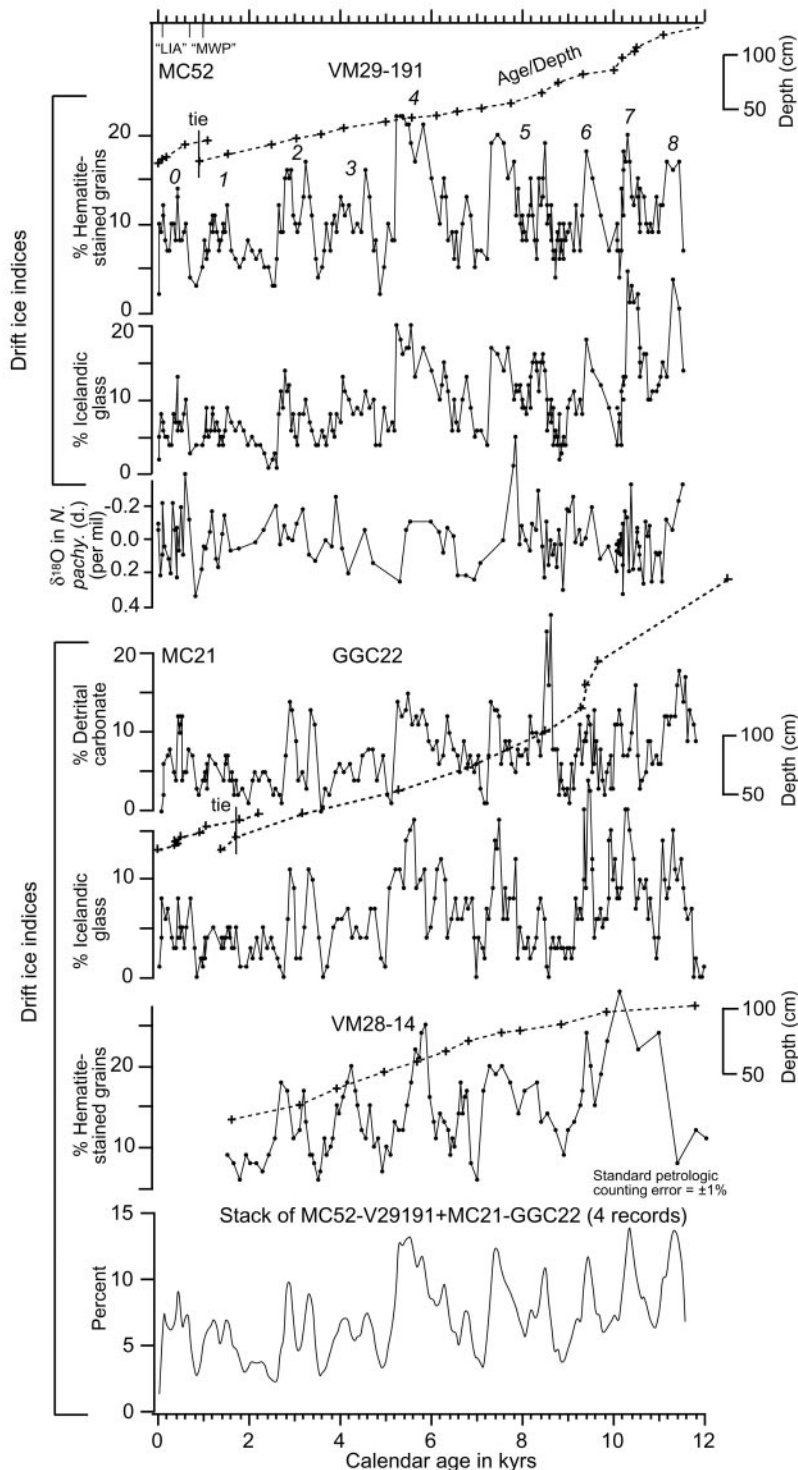 "LIA" "MWP"
MC52
VM29-191
Age/Depth
100
50
Depth (cm)
tie
0
1
2
3
4
5
6
7
8
20
10
0
% Hematite-
stained grains
Drift ice indices
20
10
0
% Icelandic
glass
-0.2
0.0
0.2
0.4
δ18O in N.
pachy. (d.)
(per mil)
MC21
GGC22
20
10
0
% Detrital
carbonate
100
50
Depth (cm)
tie
Drift ice indices
10
0
% Icelandic
glass
VM28-14
100
50
Depth (cm)
20
10
% Hematite-
stained grains
Standard petrologic
counting error = ±1%
Stack of MC52-V29191+MC21-GGC22 (4 records)
15
10
5
0
Percent
0 2 4 6 8 10 12
Calendar age in kyrs